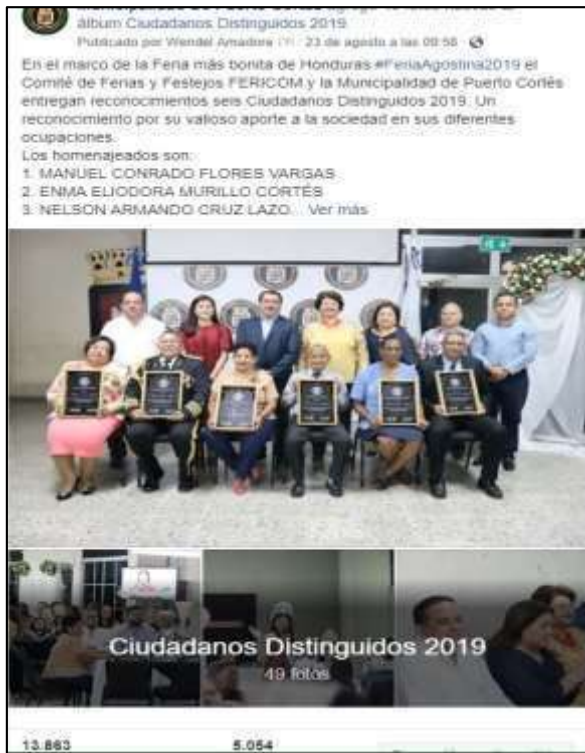 álbum Ciudadanos Distinguidos 2019.
Publicado por Wendel Amadore 23 de agosto a las 09:56
En el marco de la Feria más bonita de Honduras #FeriaAgostina2019 el
Comité de Ferias y Festejos FERICOM y la Municipalidad de Puerto Cortés
entregan reconocimientos seis Ciudadanos Distinguidos 2019. Un
reconocimiento por su valioso aporte a la sociedad en sus diferentes
ocupaciones.
Los homenajeados son:
1. MANUEL CONRADO FLORES VARGAS
2. ENMA ELIODORA MURILLO CORTÉS
3. NELSON ARMANDO CRUZ LAZO... Ver más
Ciudadanos Distinguidos 2019
49 fotos
13.863
5.054